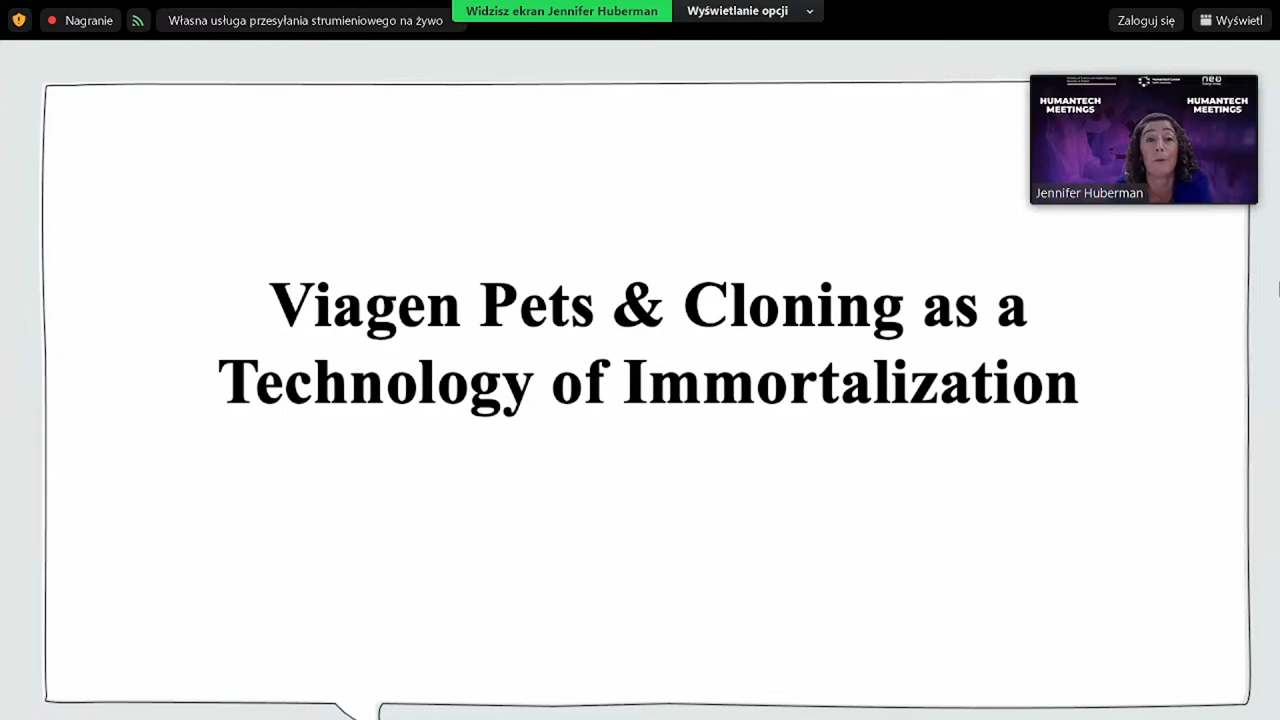 Nagranie
Własna usługa przesyłania strumieniowego na żywo
Widzisz ekran Jennifer Huberman
Wyświetlanie opcji
Zaloguj się
Wyświetl
neo
HUMANTECH
MEETINGS
HUMANTECH
MEETINGS
Jennifer Huberman
Viagen Pets & Cloning as a
Technology of Immortalization